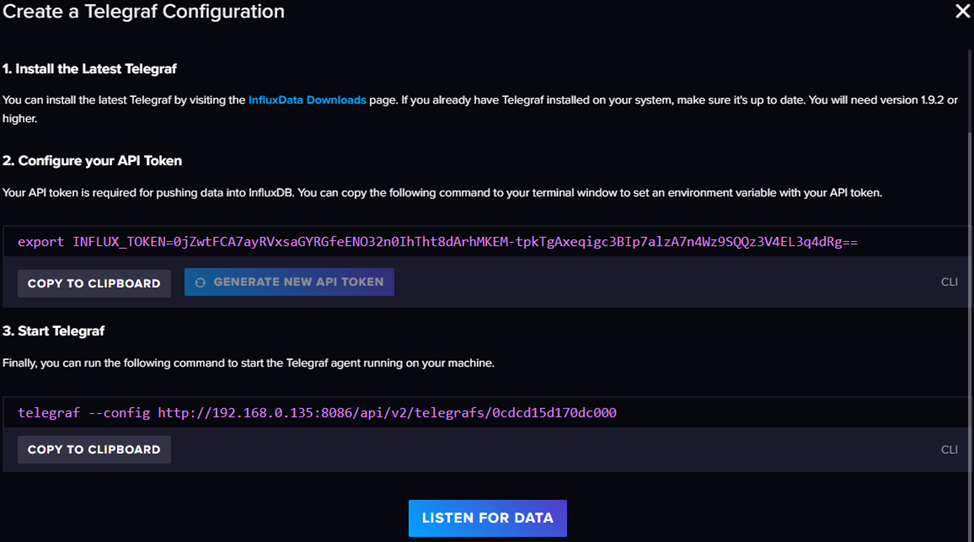 Create a Telegraf Configuration
1. Install the Latest Telegraf
You can install the latest Telegraf by visiting the InfluxData Downloads page. If you already have Telegraf installed on your system, make sure it's up to date. You will need version 1.9.2 or
higher.
2. Configure your API Token
Your API token is required for pushing data into InfluxDB. You can copy the following command to your terminal window to set an environment variable with your API token.
export INFLUX_TOKEN=0jZwtFCA7ayRVxsaGYRGfeENO32n0IhTht8dArhMKEM-tpkTgAxeqigc3BIp7alzA7n4Wz9SQQz3V4EL3q4dRg==
COPY TO CLIPBOARD
GENERATE NEW API TOKEN
CLI
3. Start Telegraf
Finally, you can run the following command to start the Telegraf agent running on your machine.
telegraf --config http://192.168.0.135:8086/api/v2/telegrafs/0cdcd15d170dc000
COPY TO CLIPBOARD
CLI
LISTEN FOR DATA